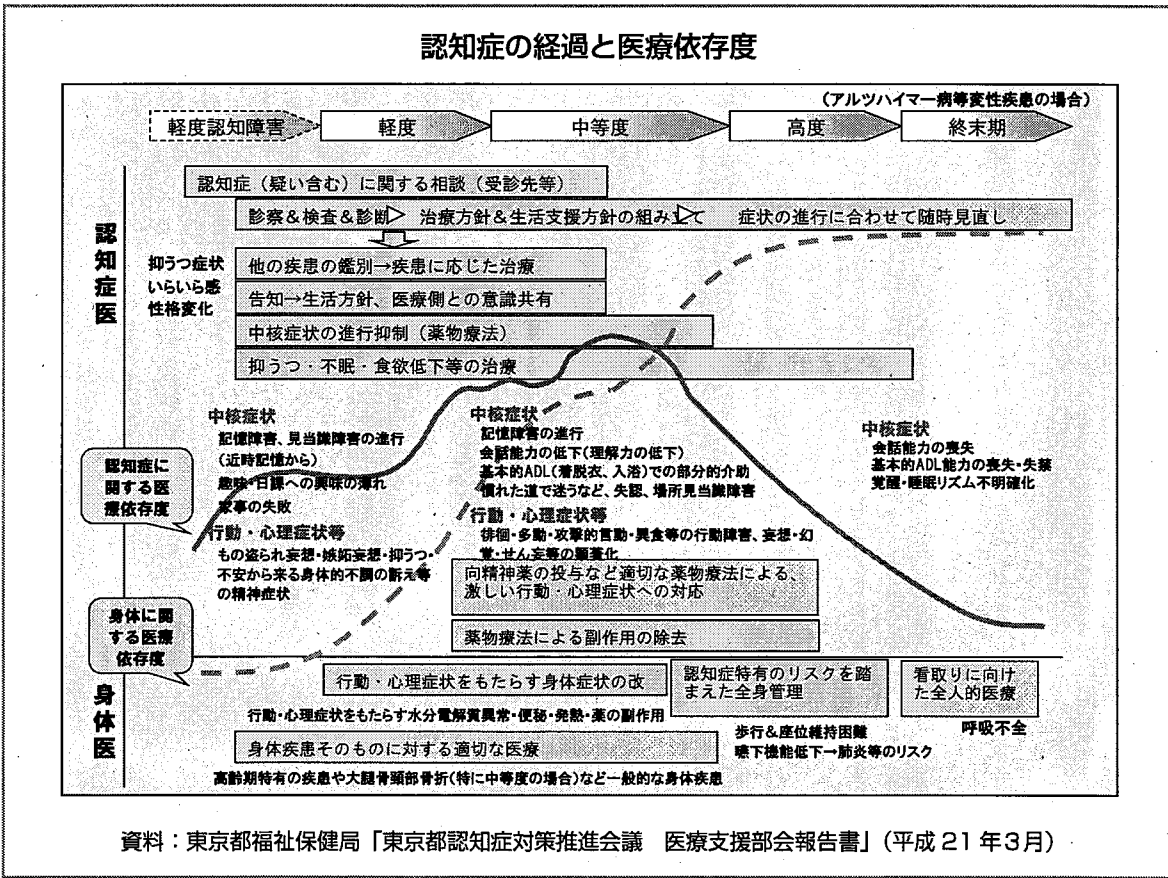 認知症の経過と医療依存度
(アルツハイマー病等変性疾患の場合)
軽度認知障害
軽度
中等度
高度
終末期
認知症医
認知症(疑い含む)に関する相談(受診先等)
診察&検査&診断 治療方針&生活支援方針の組み立て 症状の進行に合わせて随時見直し
抑うつ症状
いらいら感
性格変化
他の疾患の鑑別→疾患に応じた治療
告知→生活方針、医療側との意識共有
中核症状の進行抑制(薬物療法)
抑うつ・不眠・食欲低下等の治療
中核症状
記憶障害、見当識障害の進行
(近時記憶から)
趣味・日課への興味の薄れ
家事の失敗
行動・心理症状等
もの盗られ妄想・嫉妬妄想・抑うつ・
不安から来る身体的不調の訴え等
の精神症状
中核症状
記憶障害の進行
会話能力の低下(理解力の低下)
基本的ADL(着脱衣、入浴)での部分的介助
慣れた道で迷うなど、失認、場所見当識障害
行動・心理症状等
徘徊・多動・攻撃的言動・異食等の行動障害、妄想・幻
覚・せん妄等の顕著化
中核症状
会話能力の喪失
基本的ADL能力の喪失・失禁
覚醒・睡眠リズム不明確化
認知症に
関する医
療依存度
向精神薬の投与など適切な薬物療法による、
激しい行動・心理症状への対応
薬物療法による副作用の除去
身体に関
する医療
依存度
身体医
行動・心理症状をもたらす身体症状の改
行動・心理症状をもたらす水分電解質異常・便秘・発熱・薬の副作用
身体疾患そのものに対する適切な医療
高齢期特有の疾患や大腿骨頸部骨折(特に中等度の場合)など一般的な身体疾患
認知症特有のリスクを踏
まえた全身管理
歩行&座位維持困難
嚥下機能低下→肺炎等のリスク
看取りに向け
た全人的医療
呼吸不全
資料:東京都福祉保健局「東京都認知症対策推進会議 医療支援部会報告書」(平成21年3月)